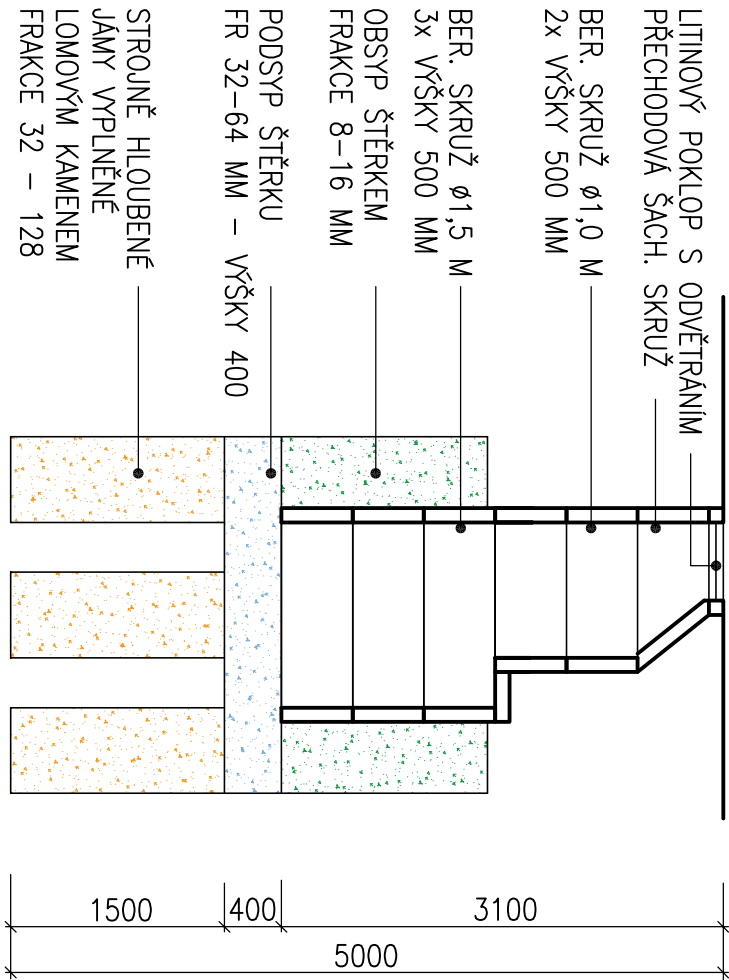 LITINOVÝ POKLOP S ODVĚTRÁNÍM
PŘECHODOVÁ ŠACH. SKRUŽ
BER. SKRUŽ ø1,0 M
2x VÝŠKY 500 MM
BER. SKRUŽ ø1,5 M
3x VÝŠKY 500 MM
OBSYP ŠTĚRKEM
FRAKCE 8-16 MM
PODSYP ŠTĚRKU
FR 32-64 MM - VÝŠKY 400
STROJNĚ HLOUBENÉ
JÁMY VYPLNĚNÉ
LOMOVÝM KAMENEM
FRAKCE 32 - 128
1500
400
3100
5000